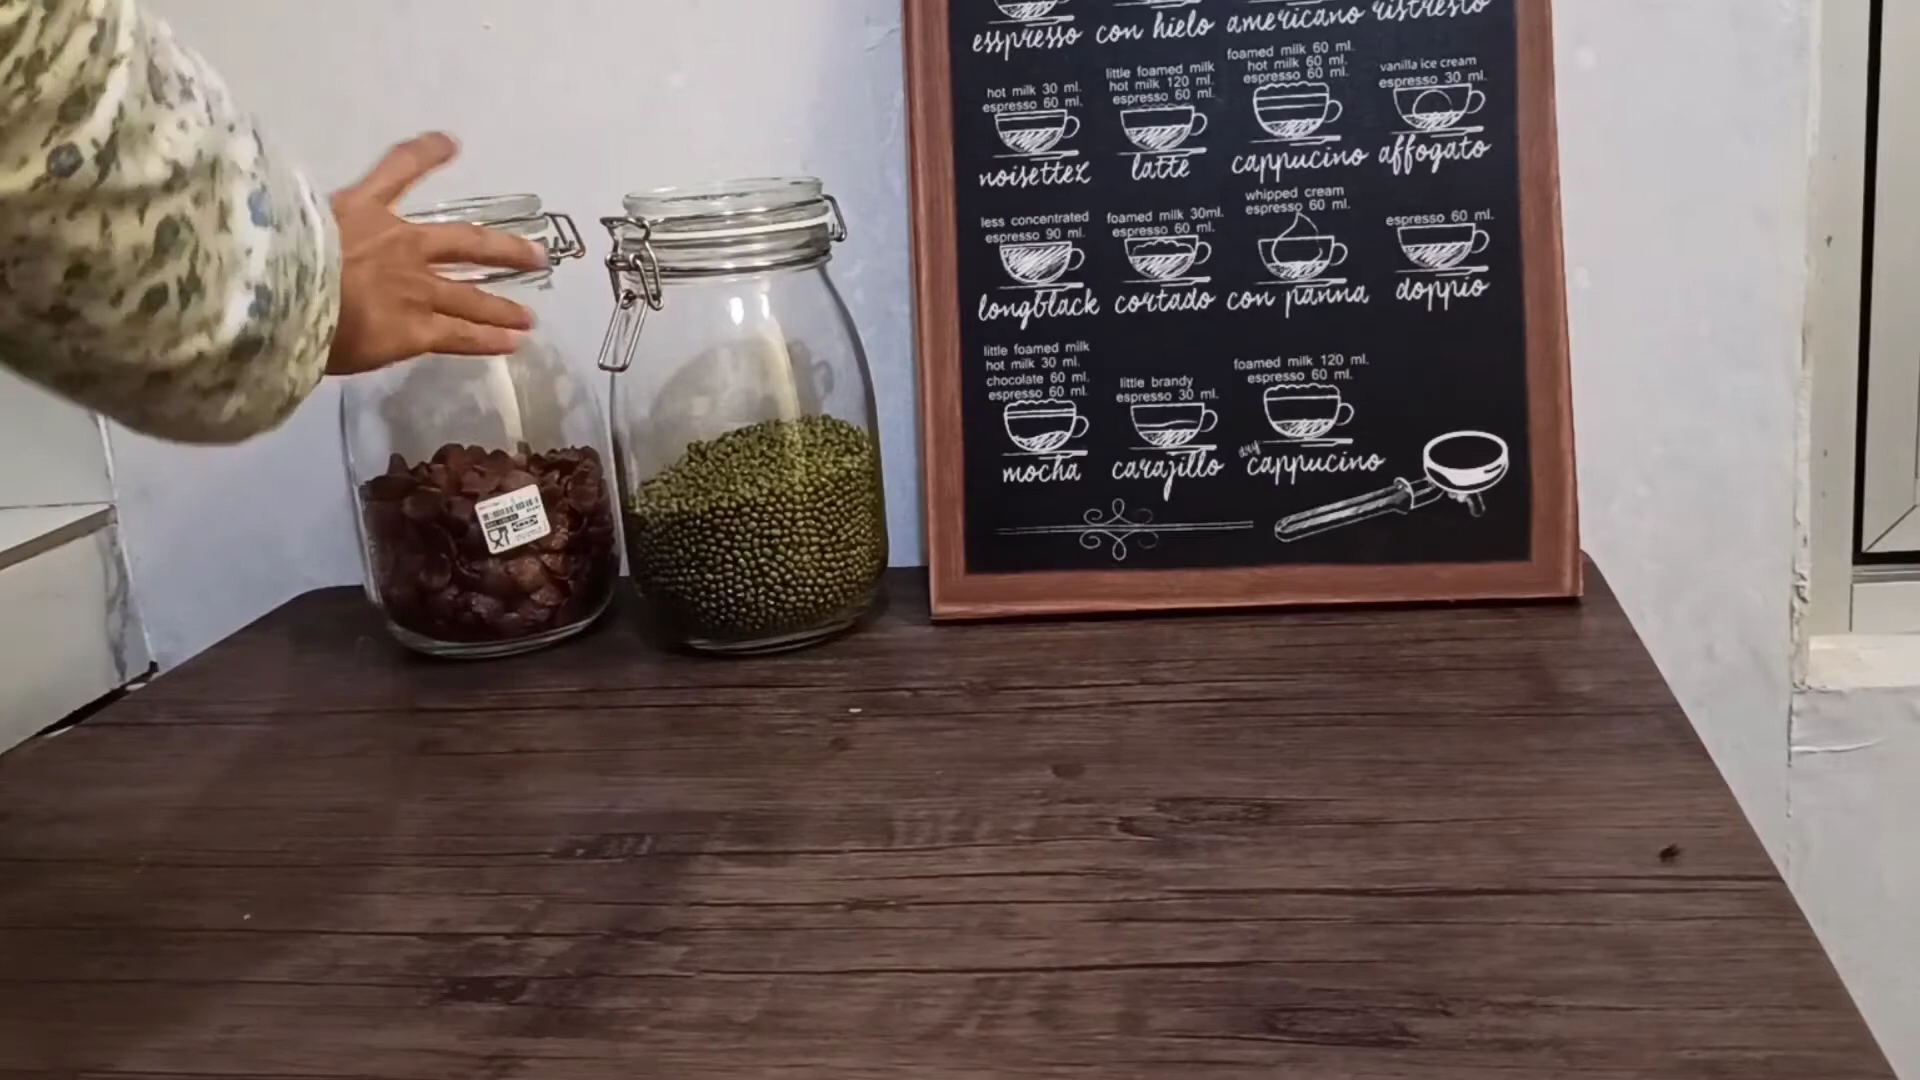 esspresso con hielo americano ristresto
hot milk 30 ml.
espresso 60 ml.
noisettez
little foamed milk
hot milk 120 ml.
espresso 60 ml.
latte
foamed milk 60 ml.
hot milk 60 ml.
espresso 60 ml.
cappucino
vanilla ice cream
espresso 30 ml.
affogato
less concentrated
espresso 90 ml.
longblack
foamed milk 30ml.
espresso 60 ml.
cortado
whipped cream
espresso 60 ml.
con panna
espresso 60 ml.
doppio
little foamed milk
hot milk 30 ml.
chocolate 60 ml.
espresso 60 ml.
mocha
little brandy
espresso 30 ml.
carajillo
foamed milk 120 ml.
espresso 60 ml.
dry
cappucino
IKEA